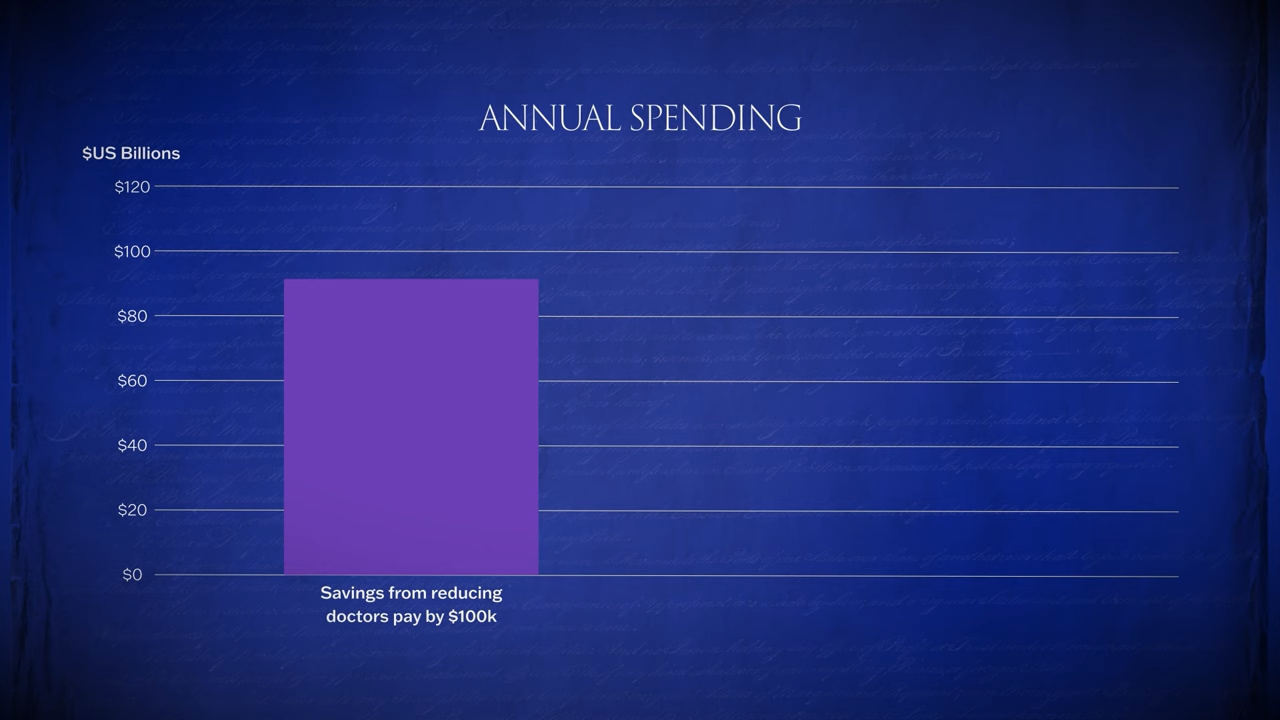 ANNUAL SPENDING
$US Billions
$120
$100
$80
$60
$40
$20
$0
Savings from reducing
doctors pay by $100k